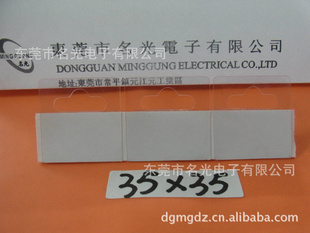 东莞市名光电子有限公司
東莞市名光電子有限公司
DONGGUAN MINGGUNG ELECTRICAL CO.,LTD
地址:東莞市常平鎮元江元工業區
名光
东莞市名光电子有限公司
35×35
dgmgdz.cn.alibaba.com